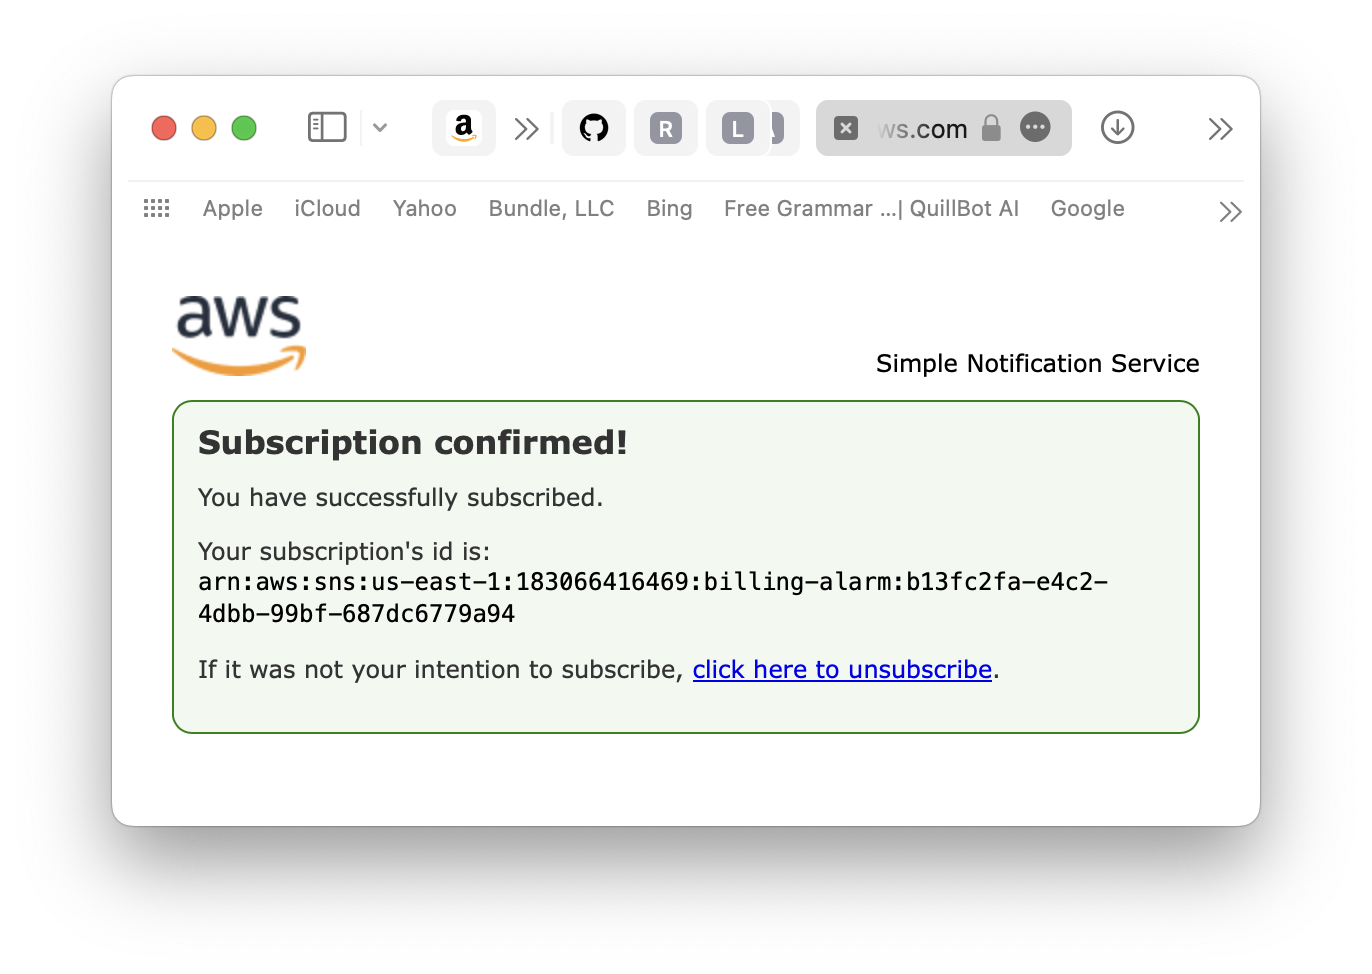 a R L ws.com
Apple iCloud Yahoo Bundle, LLC Bing Free Grammar ...| QuillBot AI Google
aws
Simple Notification Service
Subscription confirmed!
You have successfully subscribed.
Your subscription's id is:
arn:aws:sns:us-east-1:183066416469:billing-alarm:b13fc2fa-e4c2-
4dbb-99bf-687dc6779a94
If it was not your intention to subscribe, click here to unsubscribe.